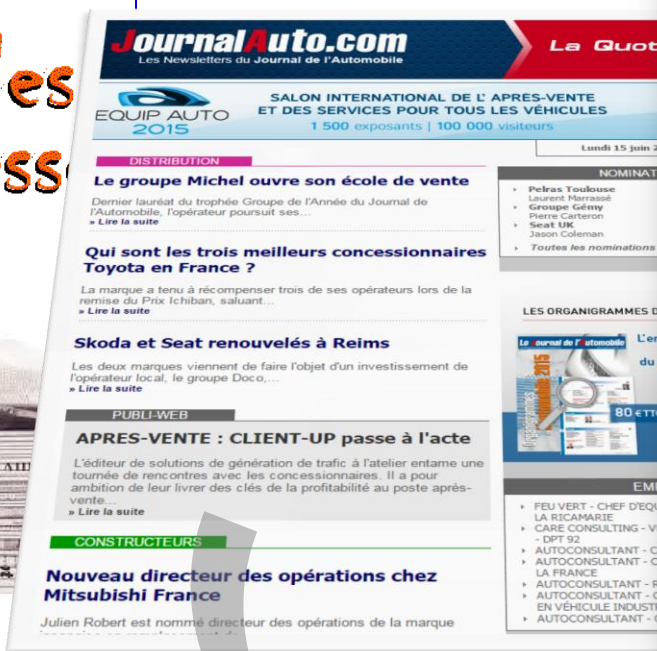 es
JournalAuto.com
Les Newsletters du Journal de l'Automobile
La Quot
EQUIP AUTO
2015
SALON INTERNATIONAL DE L' APRÈS-VENTE
ET DES SERVICES POUR TOUS LES VÉHICULES
1 500 exposants | 100 000 visiteurs
Lundi 15 juin 2
DISTRIBUTION
Le groupe Michel ouvre son école de vente
Dernier lauréat du trophée Groupe de l'Année du Journal de
l'Automobile, l'opérateur poursuit ses...
» Lire la suite
Qui sont les trois meilleurs concessionnaires
Toyota en France ?
La marque a tenu à récompenser trois de ses opérateurs lors de la
remise du Prix Ichiban, saluant...
» Lire la suite
Skoda et Seat renouvelés à Reims
Les deux marques viennent de faire l'objet d'un investissement de
l'opérateur local, le groupe Doco,...
» Lire la suite
PUBLI-WEB
APRES-VENTE : CLIENT-UP passe à l'acte
L'éditeur de solutions de génération de trafic à l'atelier entame une
tournée de rencontres avec les concessionnaires. Il a pour
ambition de leur livrer des clés de la profitabilité au poste après-
vente...
» Lire la suite
CONSTRUCTEURS
Nouveau directeur des opérations chez
Mitsubishi France
Julien Robert est nommé directeur des opérations de la marque
NOMINAT
Pelras Toulouse
Laurent Marrassé
Groupe Gémy
Pierre Carteron
Seat UK
Jason Coleman
Toutes les nominations
LES ORGANIGRAMMES D
Le Journal de l'Automobile
L'e
du
80 €TT
EM
FEU VERT - CHEF D'EQU
LA RICAMARIE
CARE CONSULTING - V
- DPT 92
AUTOCONSULTANT - C
AUTOCONSULTANT - C
LA FRANCE
AUTOCONSULTANT - R
AUTOCONSULTANT - C
EN VÉHICULE INDUST
AUTOCONSULTANT - C